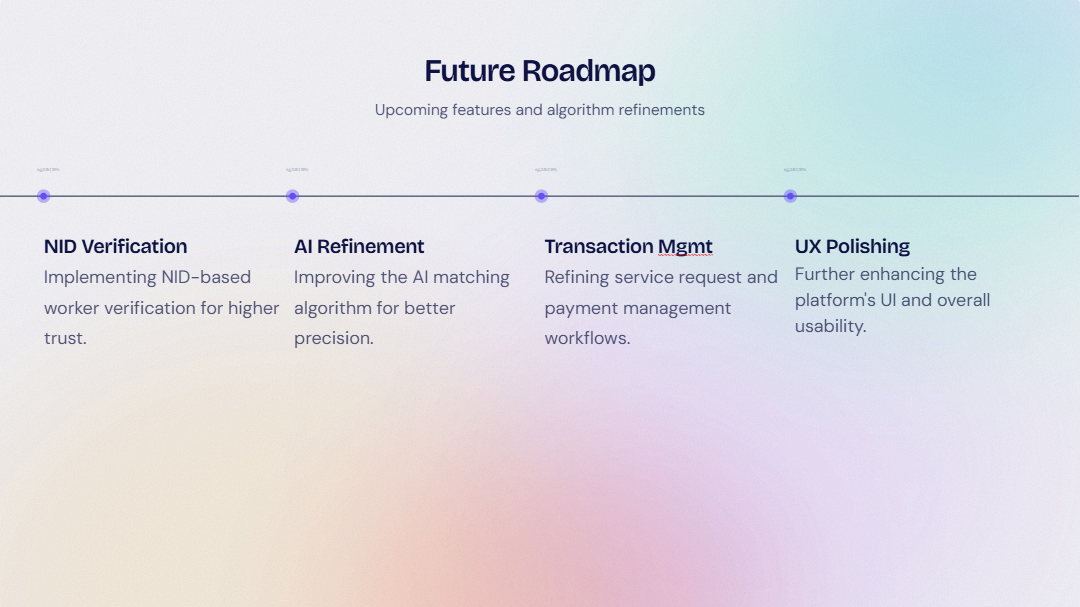 Future Roadmap
Upcoming features and algorithm refinements
NID Verification
Implementing NID-based
worker verification for higher
trust.
AI Refinement
Improving the AI matching
algorithm for better
precision.
Transaction Mgmt
Refining service request and
payment management
workflows.
UX Polishing
Further enhancing the
platform's UI and overall
usability.